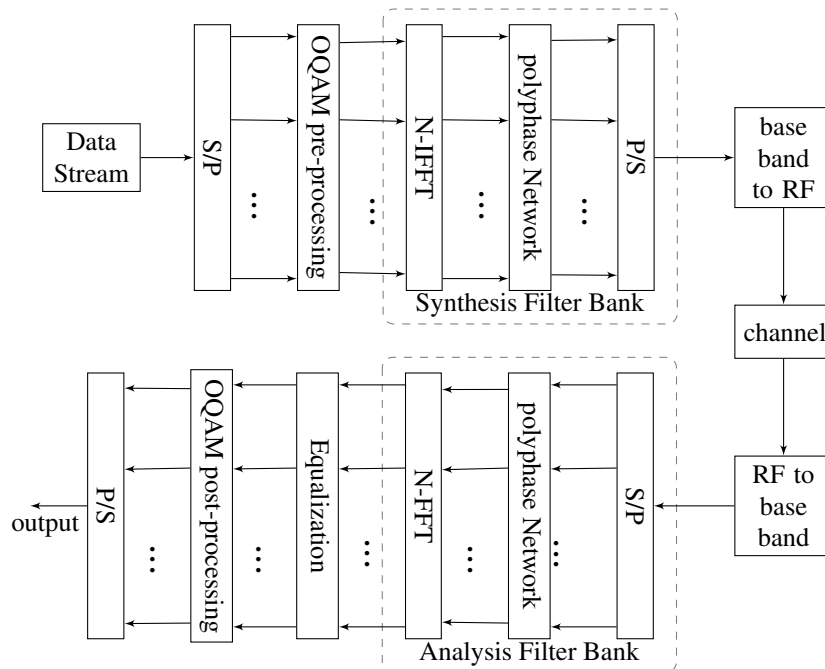 Data
Stream
S/P
OQAM pre-processing
N-IFFT
polyphase Network
P/S
Synthesis Filter Bank
base
band
to RF
channel
RF to
base
band
S/P
polyphase Network
N-FFT
Equalization
OQAM post-processing
P/S
output
Analysis Filter Bank